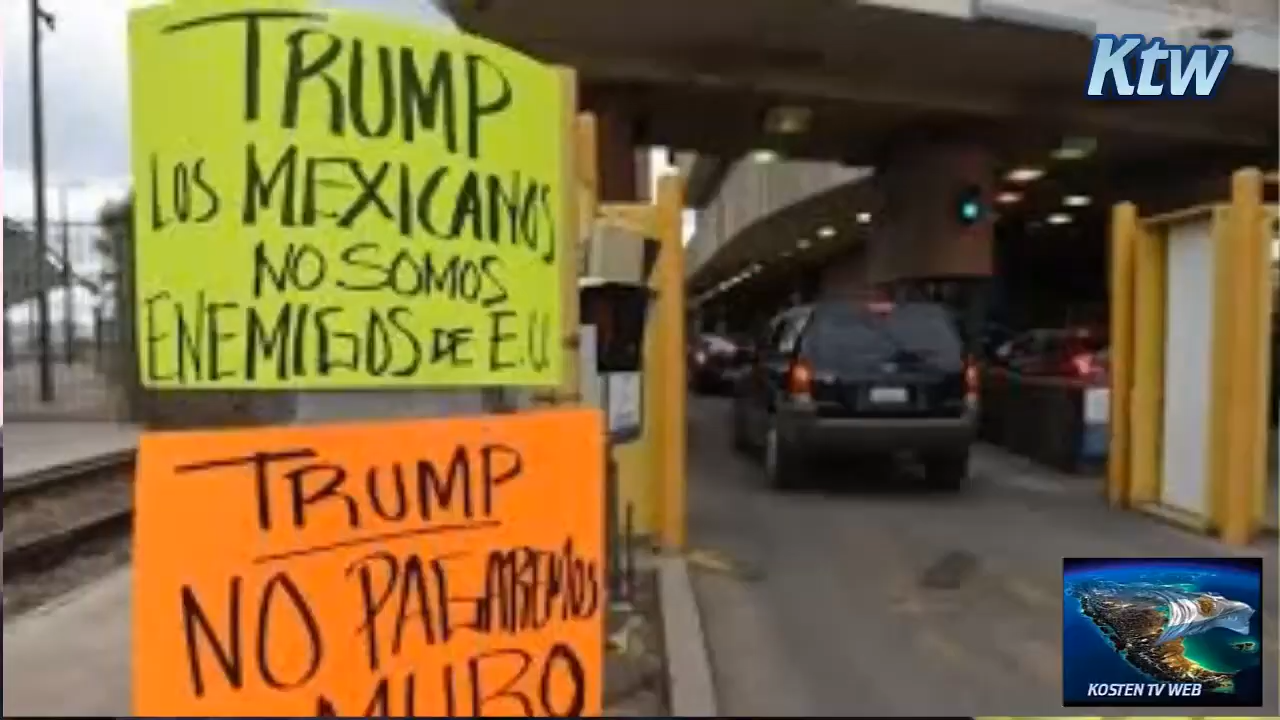 Ktw
TRUMP
LOS MEXICANOS
NO SOMOS
ENEMIGOS DE E.U
TRUMP
NO PAGAREMOS
MURO
KOSTEN TV WEB